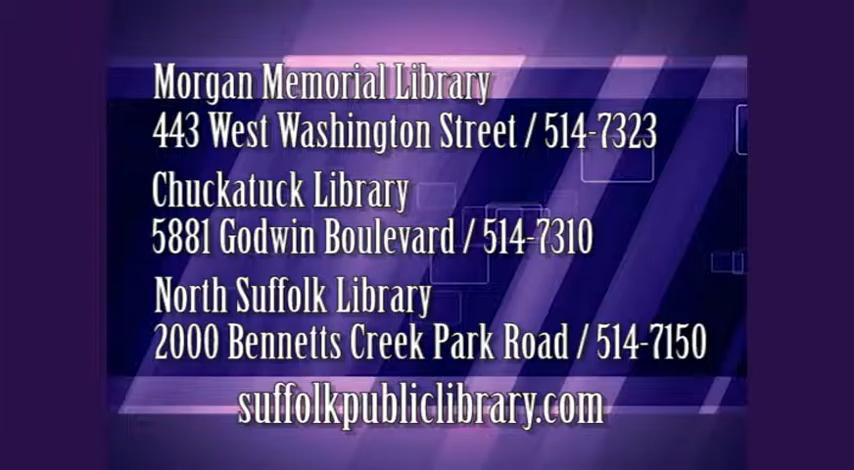 Morgan Memorial Library
443 West Washington Street / 514-7323
Chuckatuck Library
5881 Godwin Boulevard / 514-7310
North Suffolk Library
2000 Bennetts Creek Park Road / 514-7150
suffolkpubliclibrary.com